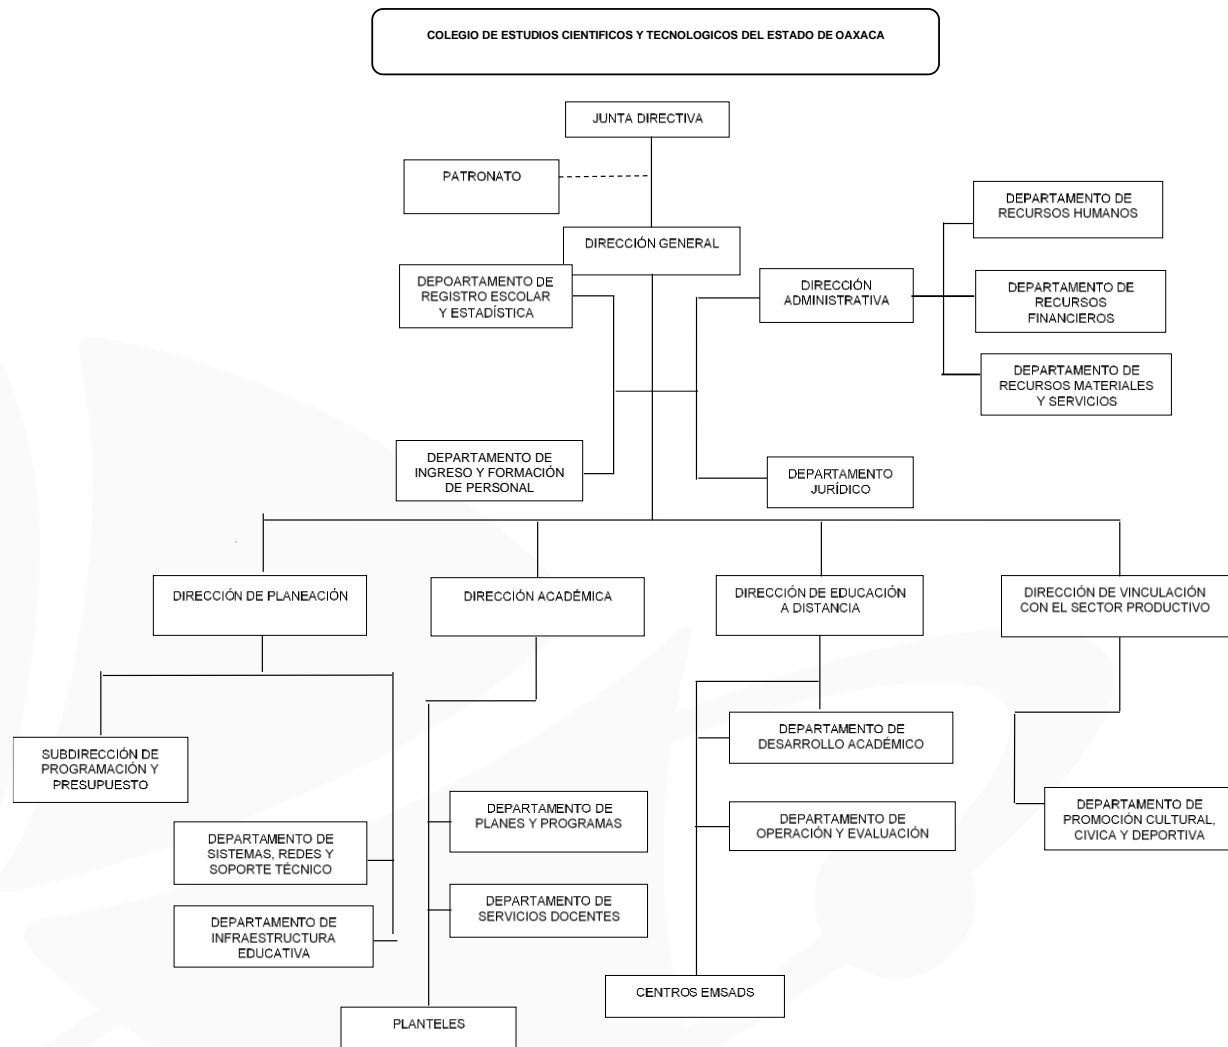 COLEGIO DE ESTUDIOS CIENTIFICOS Y TECNOLOGICOS DEL ESTADO DE OAXACA
JUNTA DIRECTIVA
PATRONATO
DIRECCIÓN GENERAL
DEPOARTAMENTO DE
REGISTRO ESCOLAR
Y ESTADÍSTICA
DIRECCIÓN
ADMINISTRATIVA
DEPARTAMENTO DE
RECURSOS HUMANOS
DEPARTAMENTO DE
RECURSOS
FINANCIEROS
DEPARTAMENTO DE
RECURSOS MATERIALES
Y SERVICIOS
DEPARTAMENTO DE
INGRESO Y FORMACIÓN
DE PERSONAL
DEPARTAMENTO
JURÍDICO
DIRECCIÓN DE PLANEACIÓN
DIRECCIÓN ACADÉMICA
DIRECCIÓN DE EDUCACIÓN
A DISTANCIA
DIRECCIÓN DE VINCULACIÓN
CON EL SECTOR PRODUCTIVO
SUBDIRECCIÓN DE
PROGRAMACIÓN Y
PRESUPUESTO
DEPARTAMENTO DE
SISTEMAS, REDES Y
SOPORTE TÉCNICO
DEPARTAMENTO DE
INFRAESTRUCTURA
EDUCATIVA
DEPARTAMENTO DE
PLANES Y PROGRAMAS
DEPARTAMENTO DE
SERVICIOS DOCENTES
PLANTELES
DEPARTAMENTO DE
DESARROLLO ACADÉMICO
DEPARTAMENTO DE
OPERACIÓN Y EVALUACIÓN
CENTROS EMSADS
DEPARTAMENTO DE
PROMOCIÓN CULTURAL,
CIVICA Y DEPORTIVA